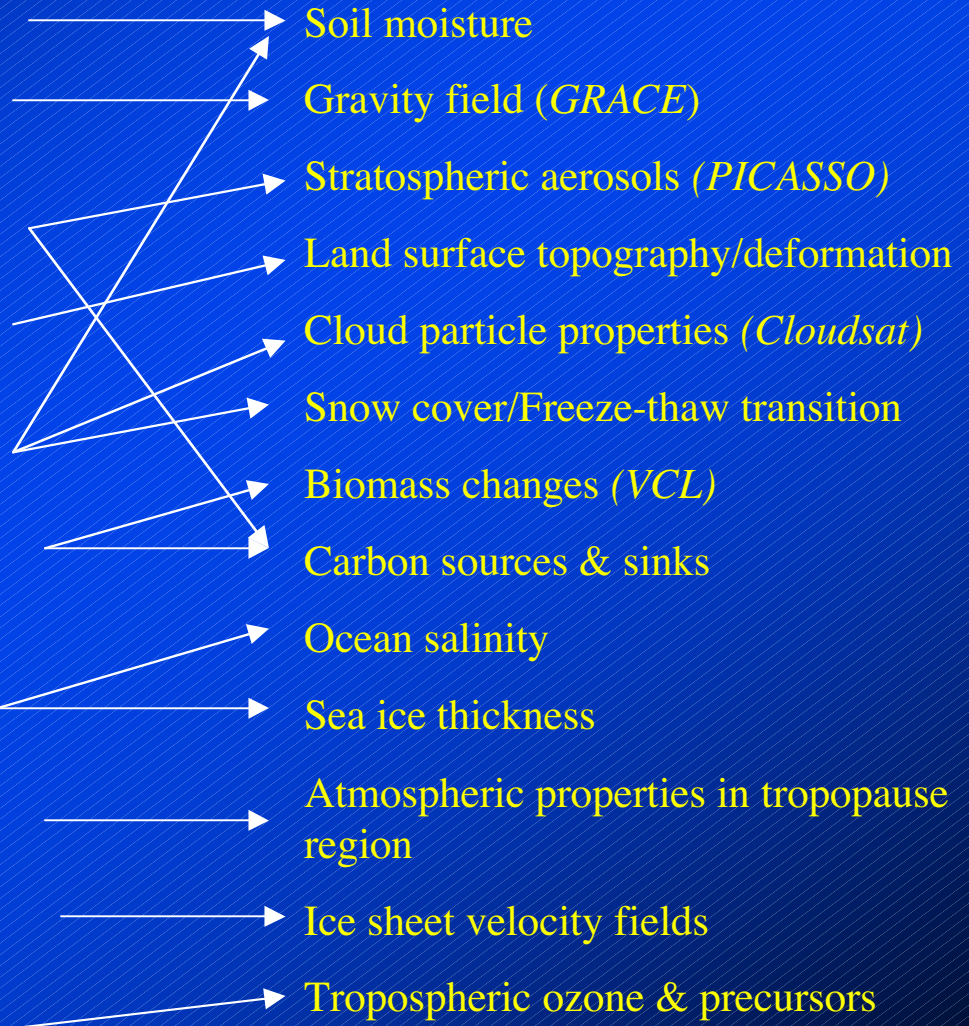 Soil moisture
Gravity field (GRACE)
Stratospheric aerosols (PICASSO)
Land surface topography/deformation
Cloud particle properties (Cloudsat)
Snow cover/Freeze-thaw transition
Biomass changes (VCL)
Carbon sources & sinks
Ocean salinity
Sea ice thickness
Atmospheric properties in tropopause
region
Ice sheet velocity fields
Tropospheric ozone & precursors